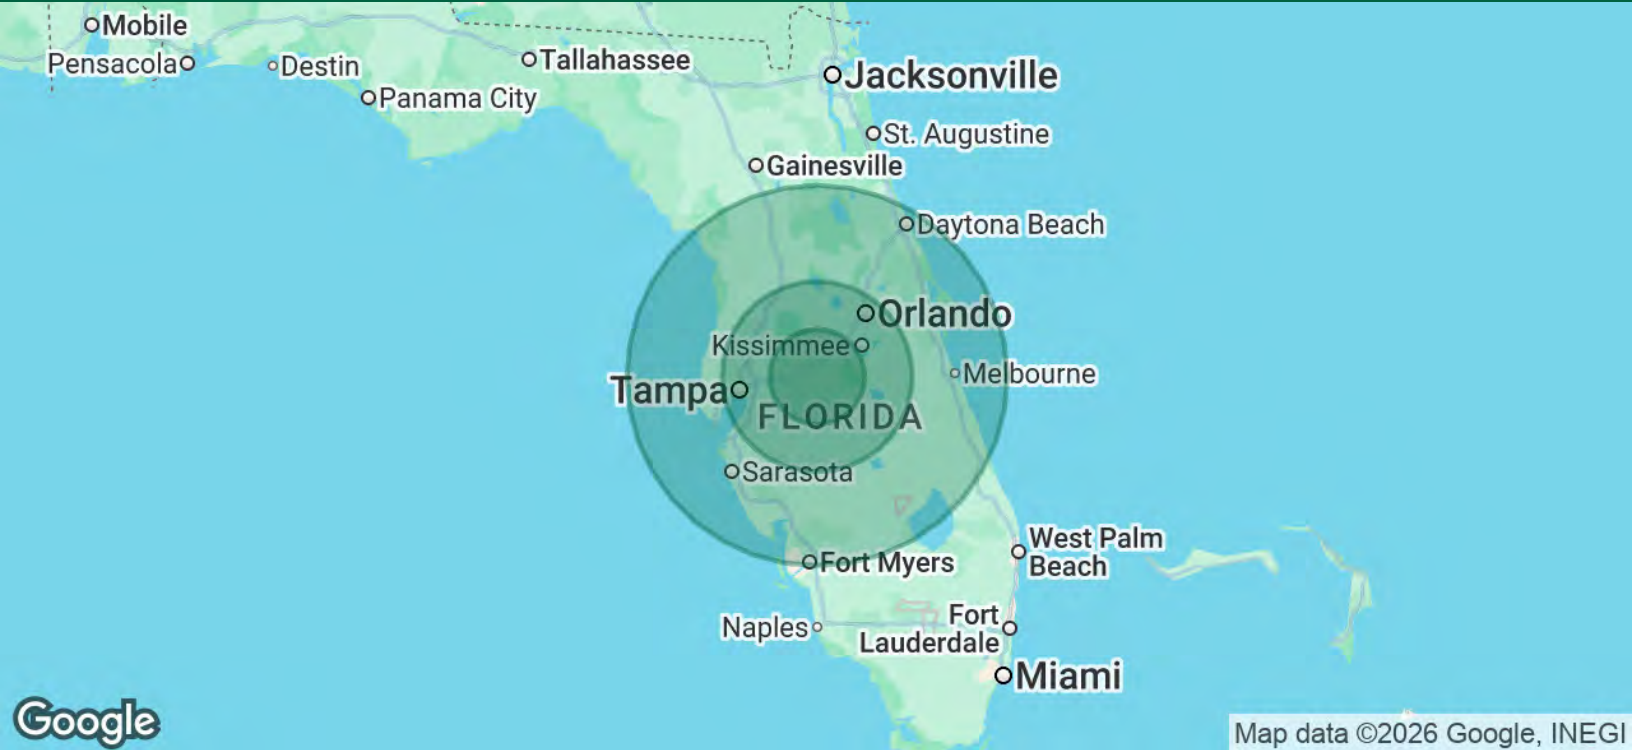 Mobile
Pensacola
Destin
Tallahassee
Panama City
Jacksonville
St. Augustine
Gainesville
Daytona Beach
Orlando
Kissimmee
Melbourne
Tampa
FLORIDA
Sarasota
West Palm
Beach
Fort Myers
Fort
Lauderdale
Naples
Miami
Google
Map data ©2026 Google, INEGI